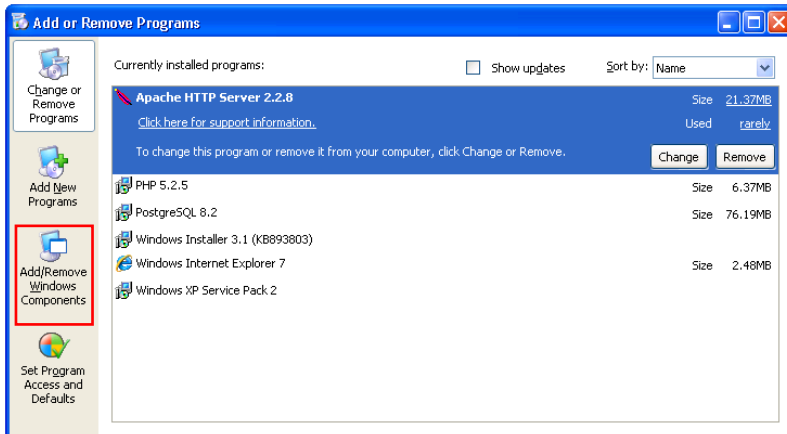 Add or Remove Programs
Change or
Remove
Programs
Add New
Programs
Add/Remove
Windows
Components
Set Program
Access and
Defaults
Currently installed programs:
Show updates
Sort by: Name
Apache HTTP Server 2.2.8 Size 21.37MB
Click here for support information. Used rarely
To change this program or remove it from your computer, click Change or Remove. Change Remove
PHP 5.2.5 Size 6.37MB
PostgreSQL 8.2 Size 76.19MB
Windows Installer 3.1 (KB893803)
Windows Internet Explorer 7 Size 2.48MB
Windows XP Service Pack 2